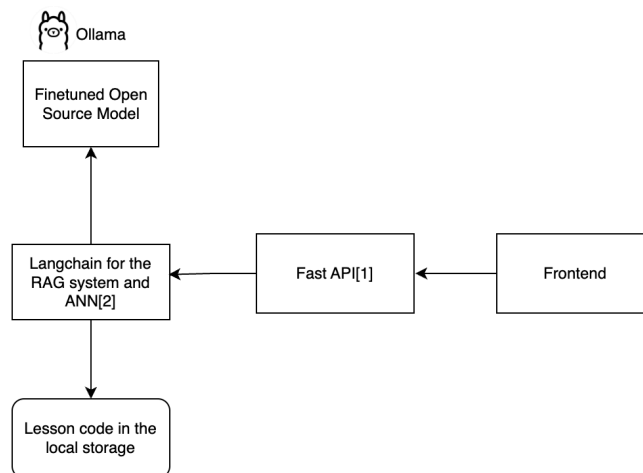 Ollama
Finetuned Open
Source Model
Langchain for the
RAG system and
ANN[2]
Fast API[1]
Frontend
Lesson code in the
local storage